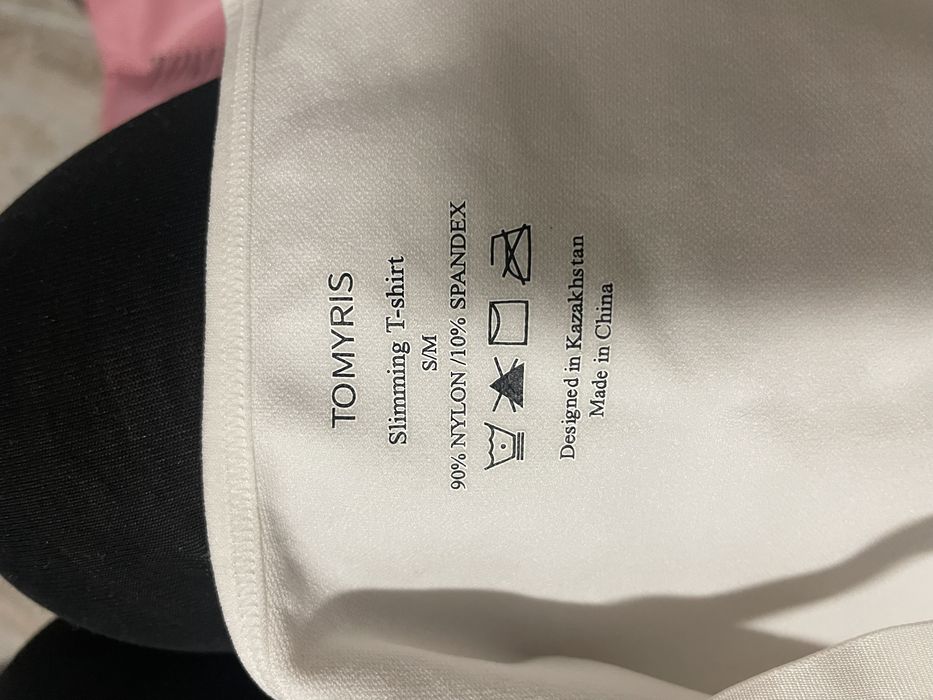 TOMYRIS
Slimming T-shirt
S/M
90% NYLON /10% SPANDEX
Designed in Kazakhstan
Made in China